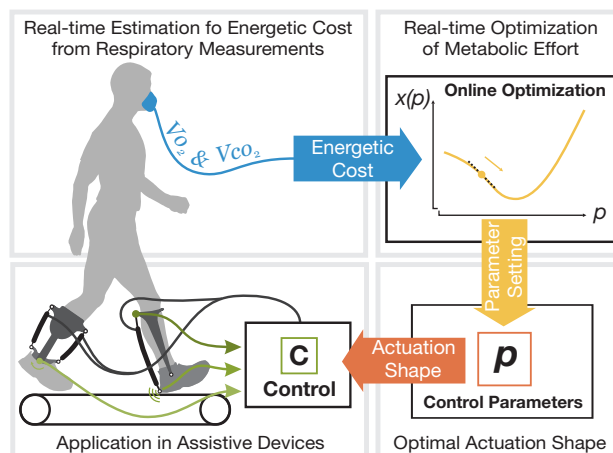 Real-time Estimation fo Energetic Cost
from Respiratory Measurements
Real-time Optimization
of Metabolic Effort
Vo₂ & Vco₂
Energetic
Cost
Online Optimization
x(p)
p
Parameter
Setting
C
Control
Actuation
Shape
p
Control Parameters
Application in Assistive Devices
Optimal Actuation Shape